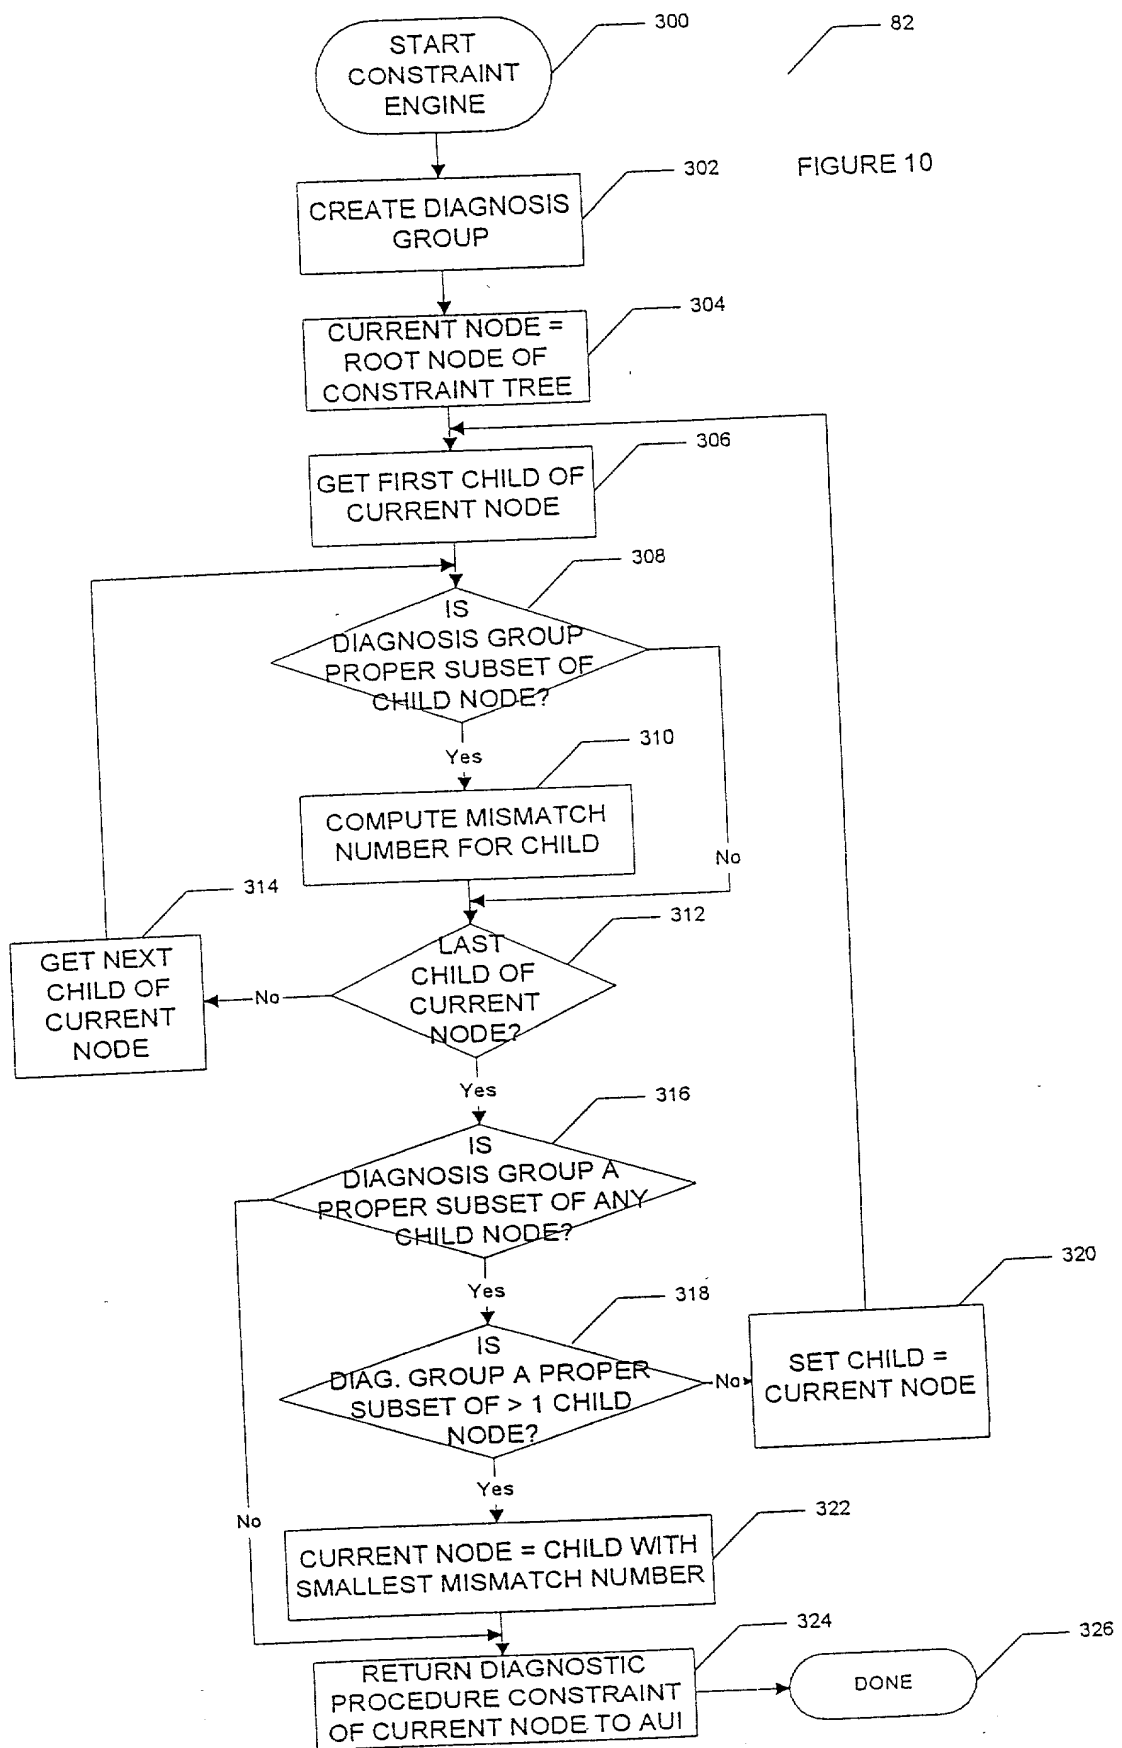 START
CONSTRAINT
ENGINE
300
82
FIGURE 10
302
CREATE DIAGNOSIS
GROUP
304
CURRENT NODE =
ROOT NODE OF
CONSTRAINT TREE
306
GET FIRST CHILD OF
CURRENT NODE
308
IS
DIAGNOSIS GROUP
PROPER SUBSET OF
CHILD NODE?
Yes
310
COMPUTE MISMATCH
NUMBER FOR CHILD
No
314
312
GET NEXT
CHILD OF
CURRENT
NODE
No
LAST
CHILD OF
CURRENT
NODE?
Yes
316
IS
DIAGNOSIS GROUP A
PROPER SUBSET OF ANY
CHILD NODE?
Yes
318
320
IS
DIAG. GROUP A PROPER
SUBSET OF > 1 CHILD
NODE?
No
SET CHILD =
CURRENT NODE
Yes
No
322
CURRENT NODE = CHILD WITH
SMALLEST MISMATCH NUMBER
324
RETURN DIAGNOSTIC
PROCEDURE CONSTRAINT
OF CURRENT NODE TO AUI
326
DONE